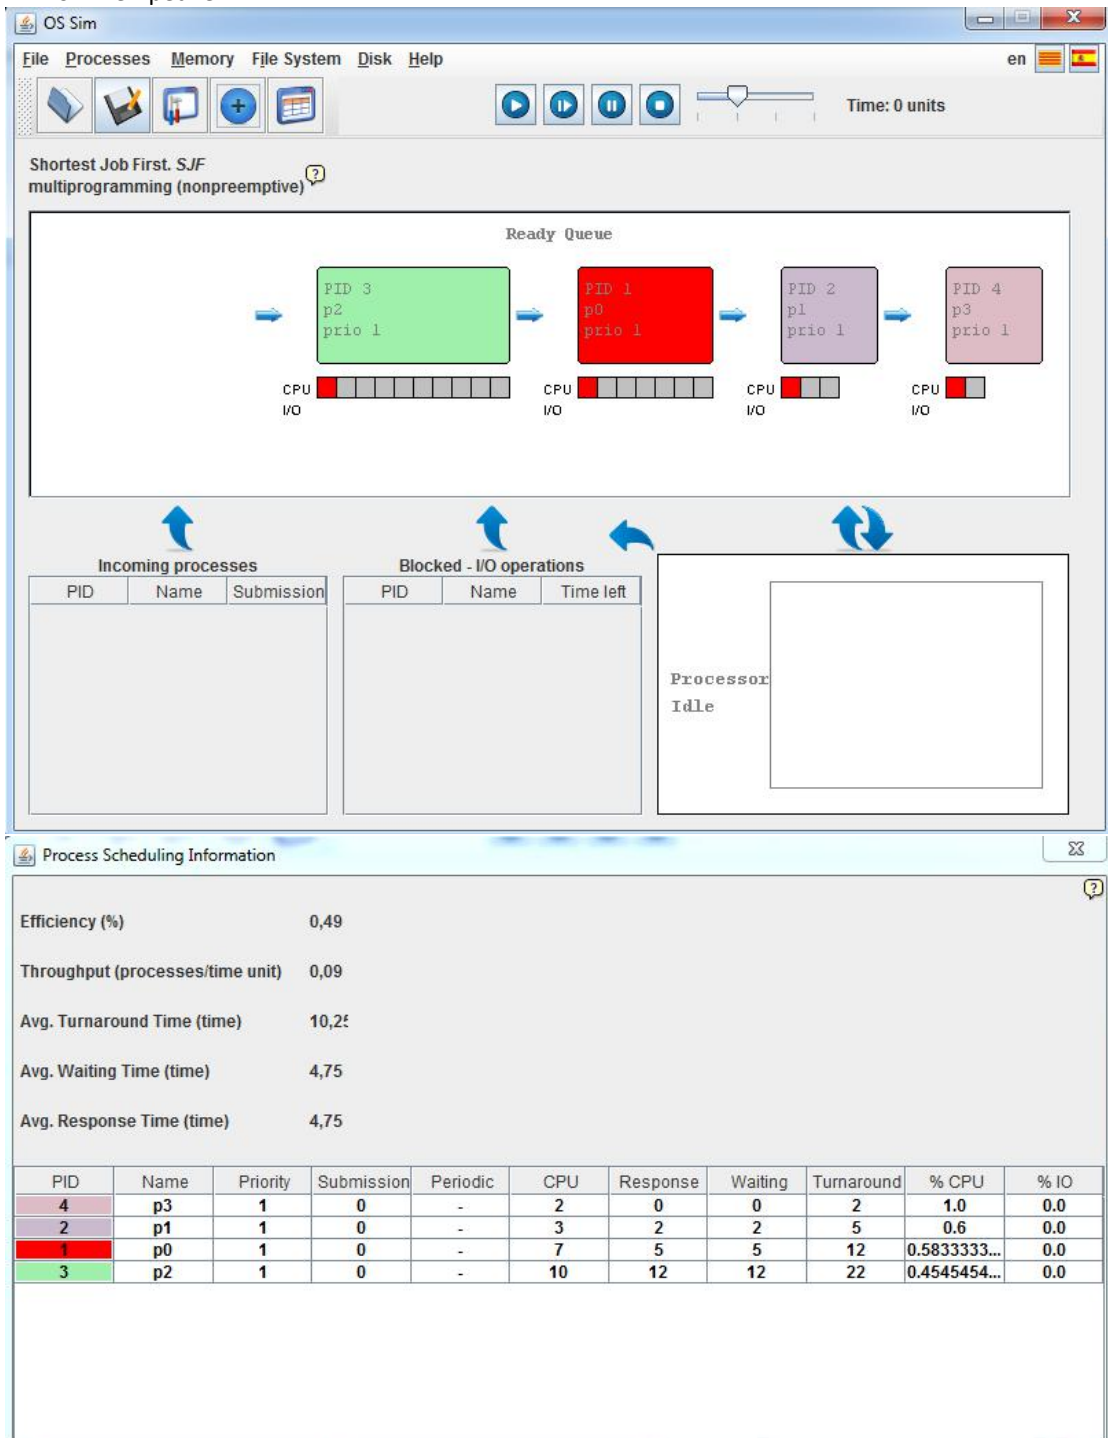 OS Sim
File Processes Memory File System Disk Help en
Time: 0 units
Shortest Job First. SJF
multiprogramming (nonpreemptive)
Ready Queue
PID 3
p2
prio 1
CPU
I/O
PID 1
p0
prio 1
CPU
I/O
PID 2
p1
prio 1
CPU
I/O
PID 4
p3
prio 1
CPU
I/O
Incoming processes
PID Name Submission
Blocked - I/O operations
PID Name Time left
Processor
Idle
Process Scheduling Information
Efficiency (%) 0,49
Throughput (processes/time unit) 0,09
Avg. Turnaround Time (time) 10,25
Avg. Waiting Time (time) 4,75
Avg. Response Time (time) 4,75
PID Name Priority Submission Periodic CPU Response Waiting Turnaround % CPU % IO
4 p3 1 0 - 2 0 0 2 1.0 0.0
2 p1 1 0 - 3 2 2 5 0.6 0.0
1 p0 1 0 - 7 5 5 12 0.5833333... 0.0
3 p2 1 0 - 10 12 12 22 0.4545454... 0.0